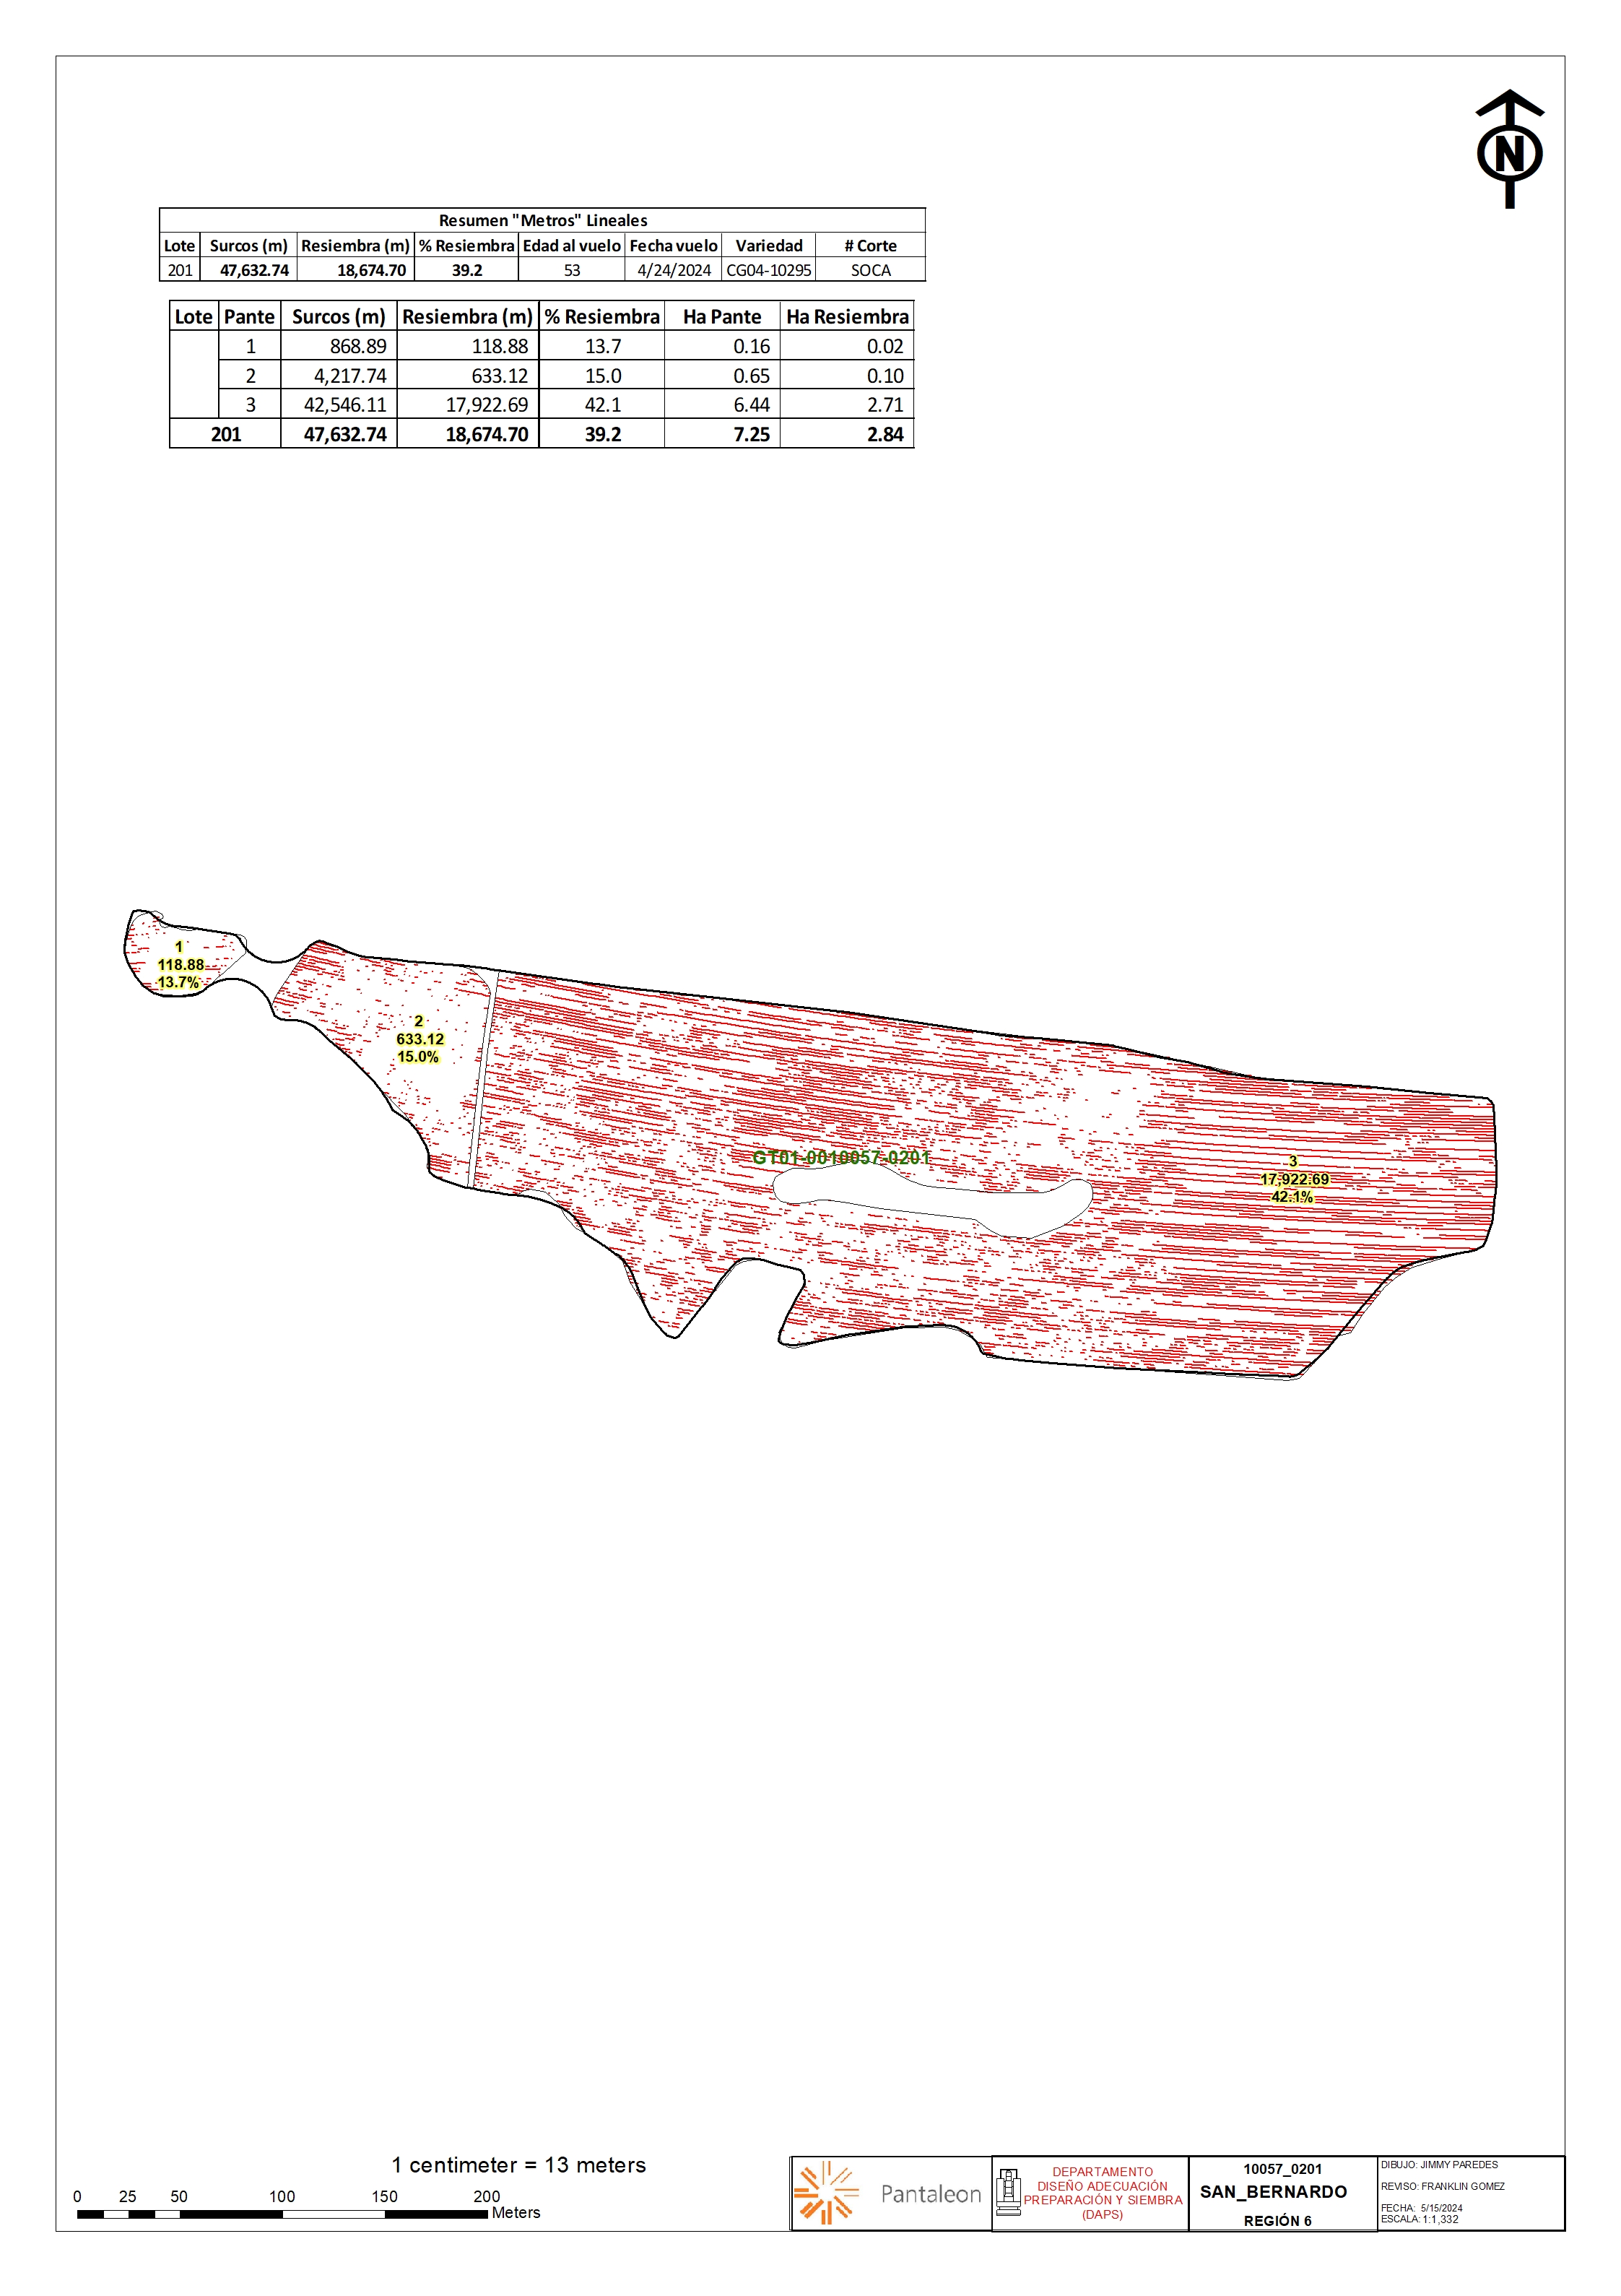 N
Resumen "Metros" Lineales
Lote Surcos (m) Resiembra (m) % Resiembra Edad al vuelo Fecha vuelo Variedad # Corte
201 47,632.74 18,674.70 39.2 53 4/24/2024 CG04-10295 SOCA
Lote Pante Surcos (m) Resiembra (m) % Resiembra Ha Pante Ha Resiembra
1 868.89 118.88 13.7 0.16 0.02
2 4,217.74 633.12 15.0 0.65 0.10
3 42,546.11 17,922.69 42.1 6.44 2.71
201 47,632.74 18,674.70 39.2 7.25 2.84
1
118.88
13.7%
2
633.12
15.0%
GT01-0010057-0201
3
17,922.69
42.1%
1 centimeter = 13 meters
0 25 50 100 150 200
Meters
Pantaleon
DEPARTAMENTO
DISEÑO ADECUACIÓN
PREPARACIÓN Y SIEMBRA
(DAPS)
10057_0201
SAN_BERNARDO
REGIÓN 6
DIBUJO: JIMMY PAREDES
REVISO: FRANKLIN GOMEZ
FECHA: 5/15/2024
ESCALA: 1:1,332